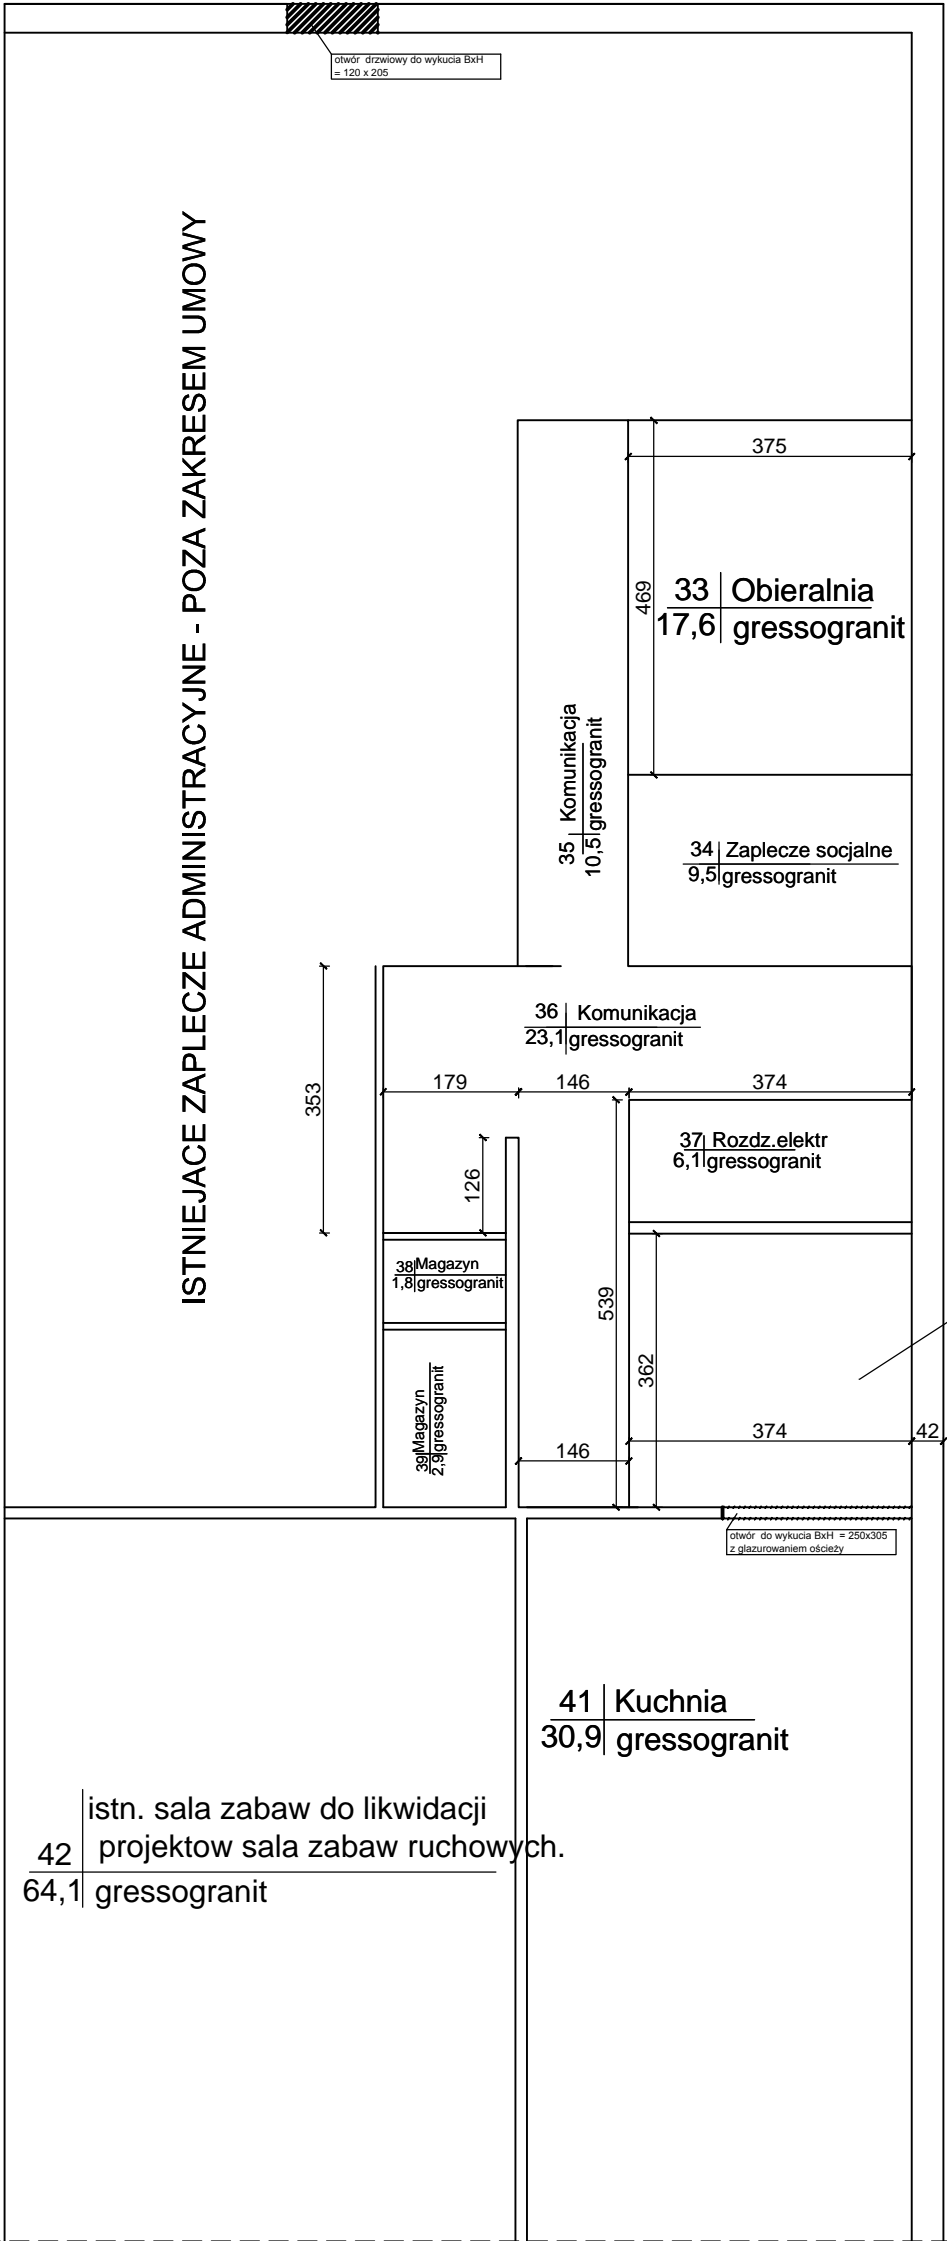 otwór drzwiowy do wykucia BxH
= 120 x 205
ISTNIEJACE ZAPLECZE ADMINISTRACYJNE - POZA ZAKRESEM UMOWY
375
469
33 Obieralnia
17,6 gressogranit
35 Komunikacja
10,5 gressogranit
34 Zaplecze socjalne
9,5 gressogranit
36 Komunikacja
23,1 gressogranit
353
179
146
374
126
37 Rozdz.elektr
6,1 gressogranit
38 Magazyn
1,8 gressogranit
539
362
39 Magazyn
2,9 gressogranit
146
374
42
otwór do wykucia BxH = 250x305
z glazurowaniem ościeży
41 Kuchnia
30,9 gressogranit
istn. sala zabaw do likwidacji
42 projektow sala zabaw ruchowych.
64,1 gressogranit